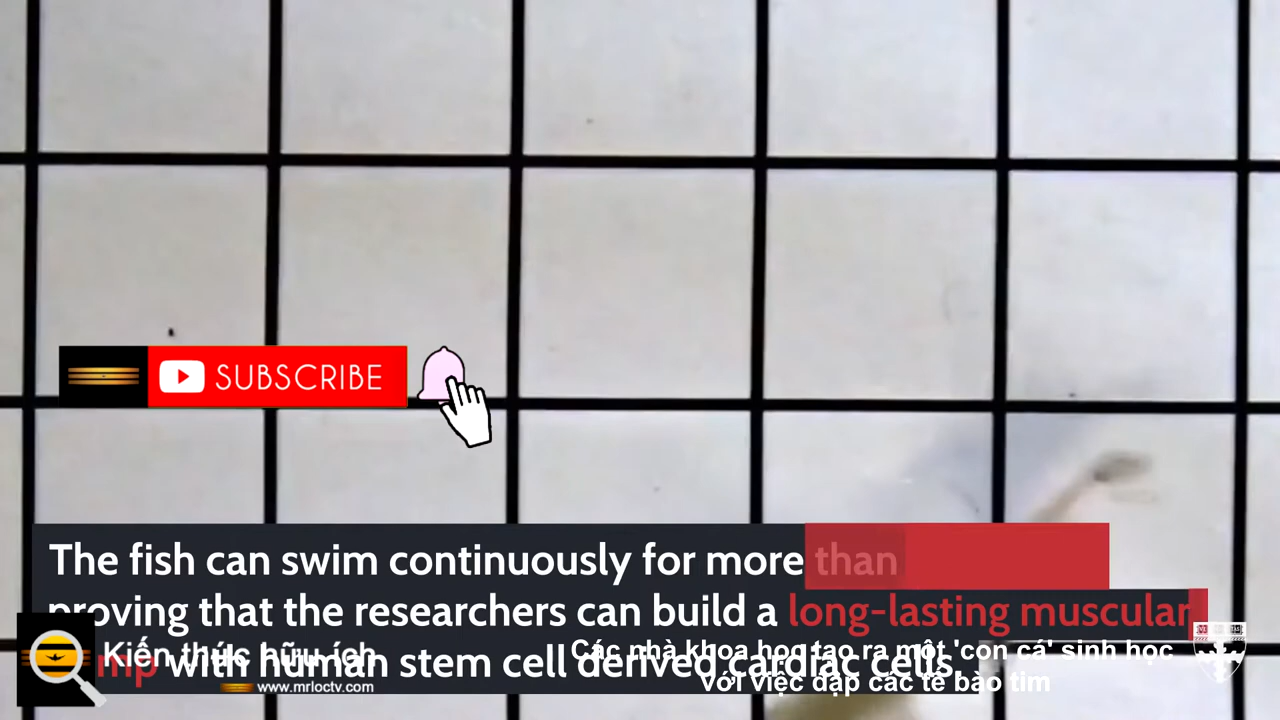 SUBSCRIBE
The fish can swim continuously for more than
proving that the researchers can build a long-lasting muscular
mp with human stem cell derived cardiac cells.
Kiến thức hữu ích
www.mrloctv.com
Các nhà khoa học tạo ra một 'con cá' sinh học
với việc đập các tế bào tim